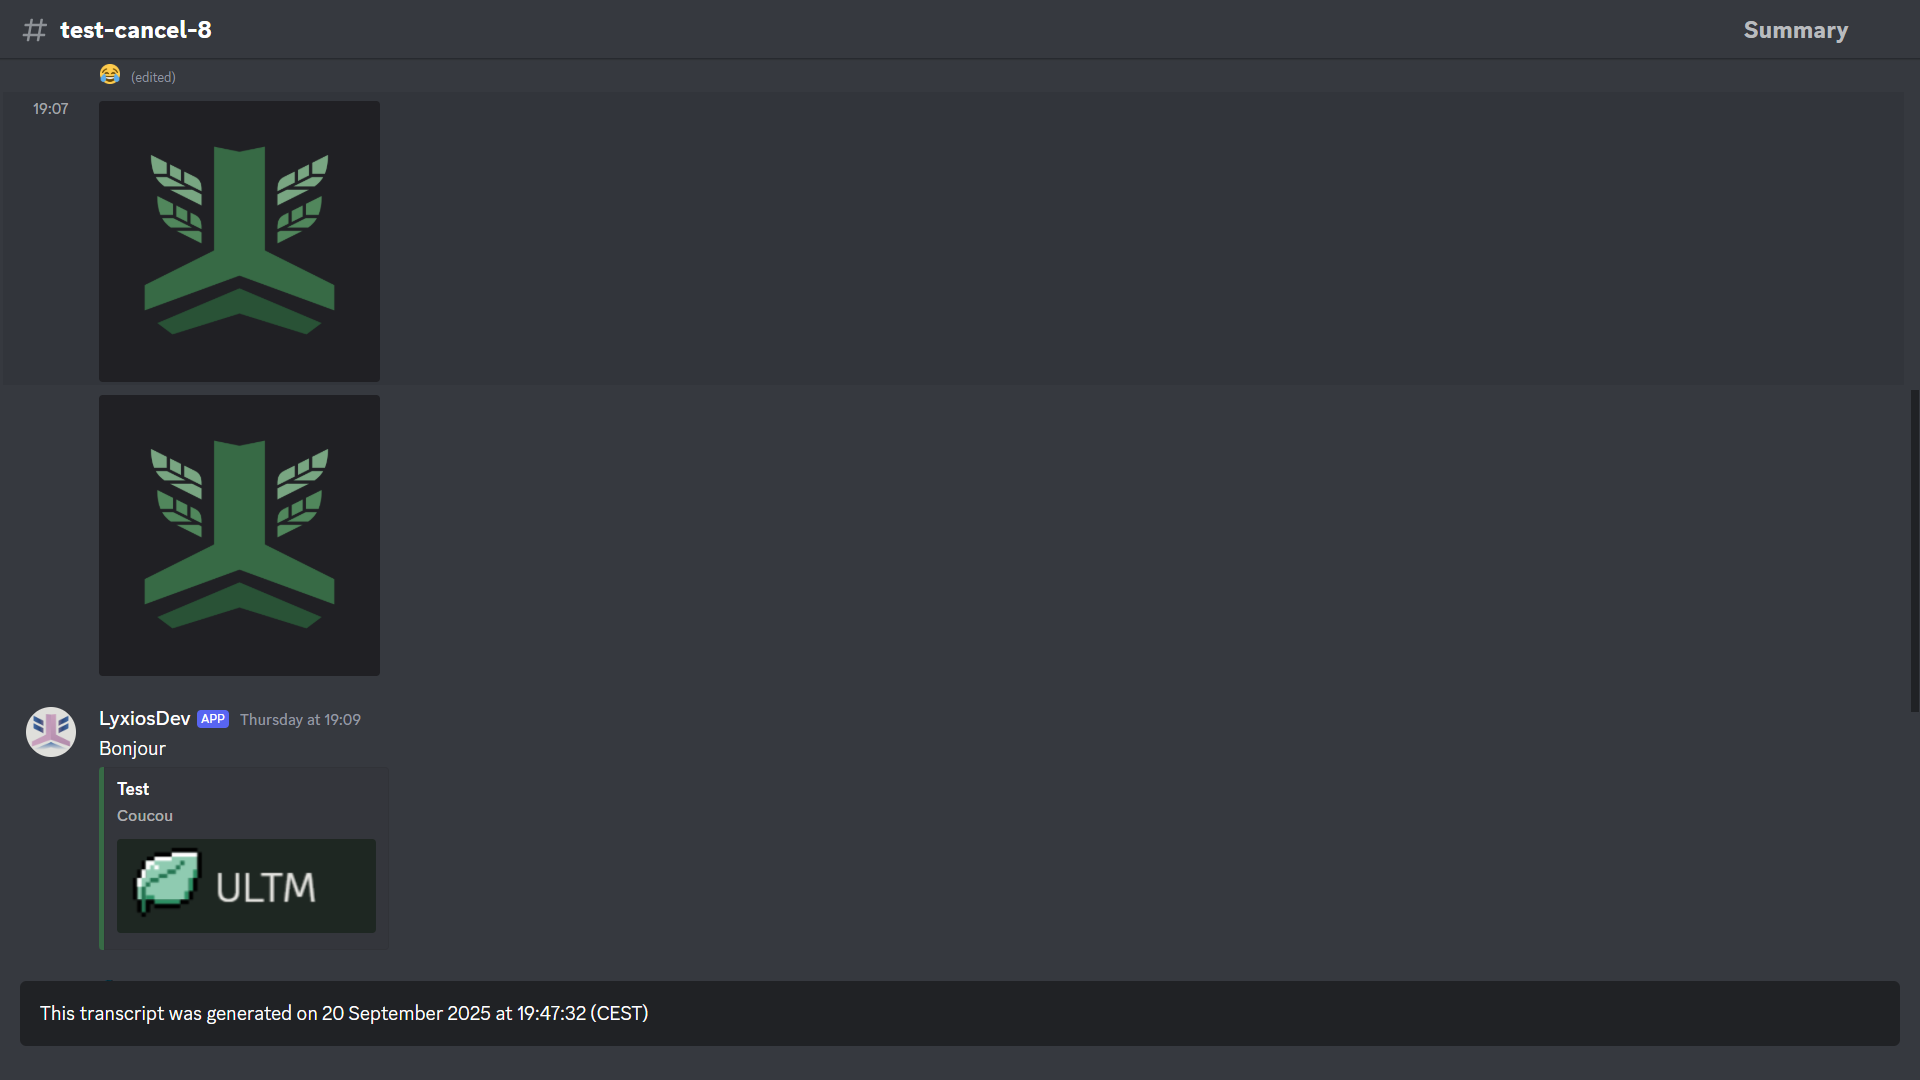 # test-cancel-8
Summary
😂 (edited)
19:07
LyxiosDev APP Thursday at 19:09
Bonjour
Test
Coucou
ULTM
This transcript was generated on 20 September 2025 at 19:47:32 (CEST)